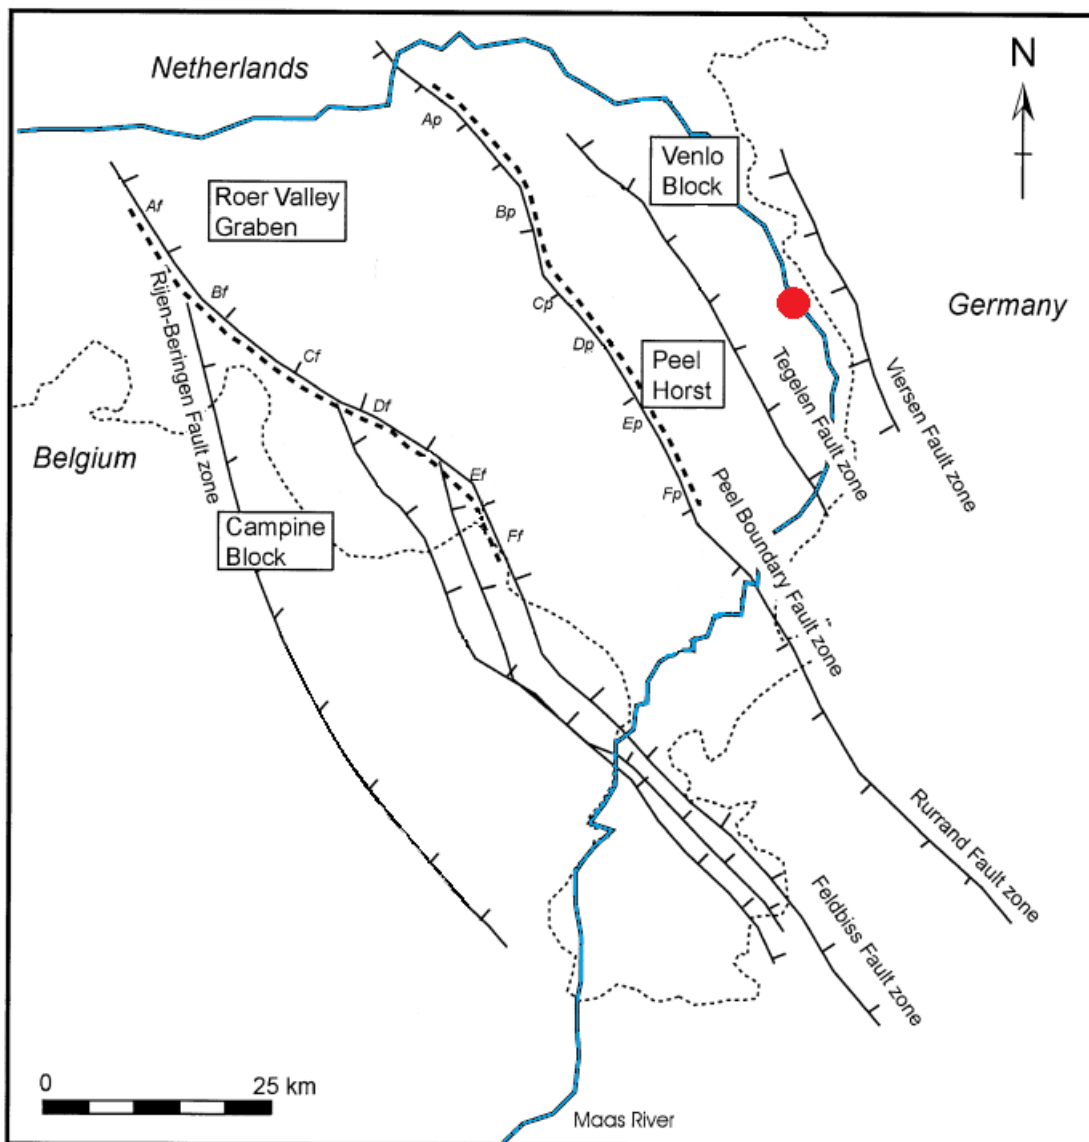 Netherlands
N
Ap
Venlo
Block
Roer Valley
Graben
Af
Bp
Bf
Rijen-Beringen Fault zone
Germany
Cp
Cf
Dp
Peel
Horst
Tegelen Fault zone
Viersen Fault zone
Df
Ep
Belgium
Ef
Fp
Peel Boundary Fault zone
Campine
Block
Ff
Rurrand Fault zone
Feldbiss Fault zone
0
25 km
Maas River